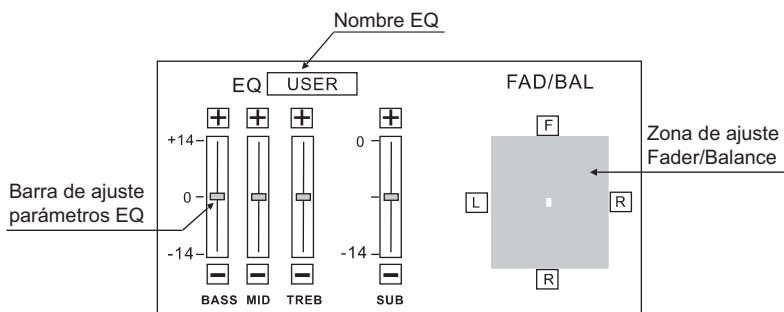 Nombre EQ
EQ USER
FAD/BAL
+14
0
-14
0
-14
BASS MID TREB SUB
F
L
R
R
Barra de ajuste
parámetros EQ
Zona de ajuste
Fader/Balance